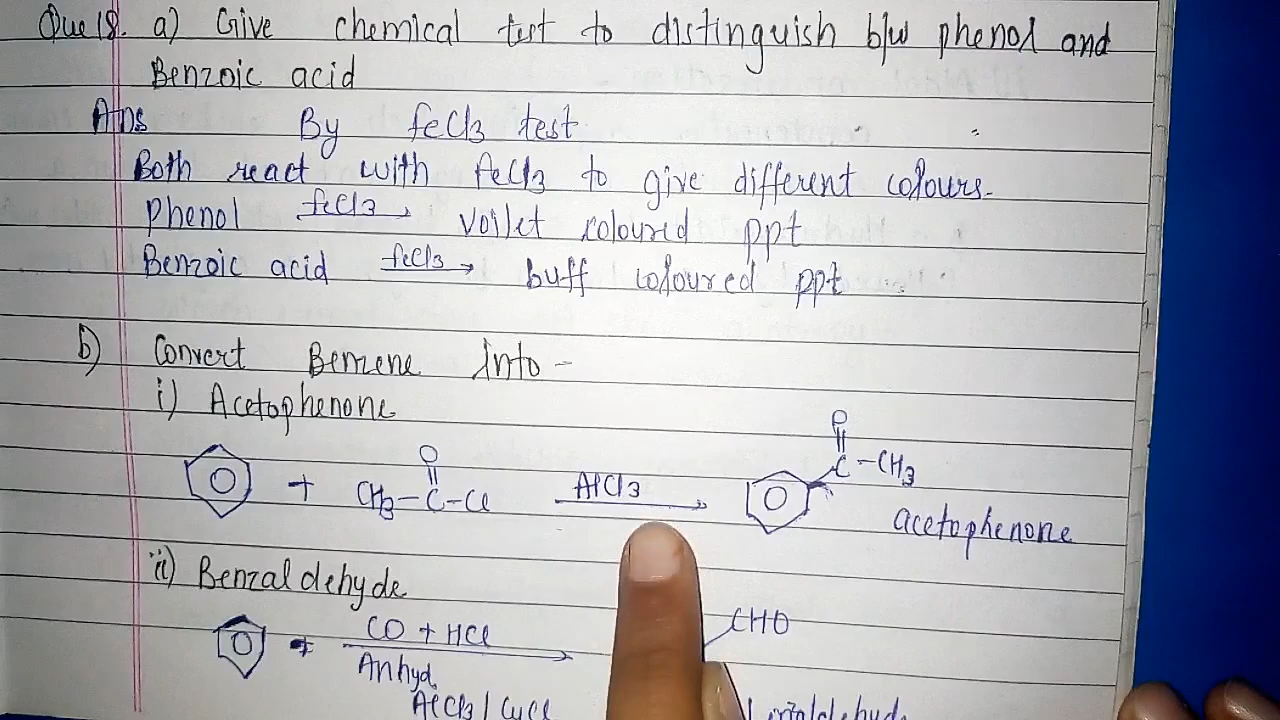 Que 18. a) Give chemical test to distinguish b/w phenol and
Benzoic acid
Ans By fecl3 test
Both react with fecl3 to give different colours.
Phenol fecl3 → voilet coloured ppt
Benzoic acid fecl3 → buff coloured ppt
b) Convert Benzene into -
i) Acetophenone
O O
+ CH3-C-Cl AlCl3 → C-CH3
acetophenone
ii) Benzaldehyde
+ CO + HCl → CHO
Anhyd.
AlCl3 / CuCl